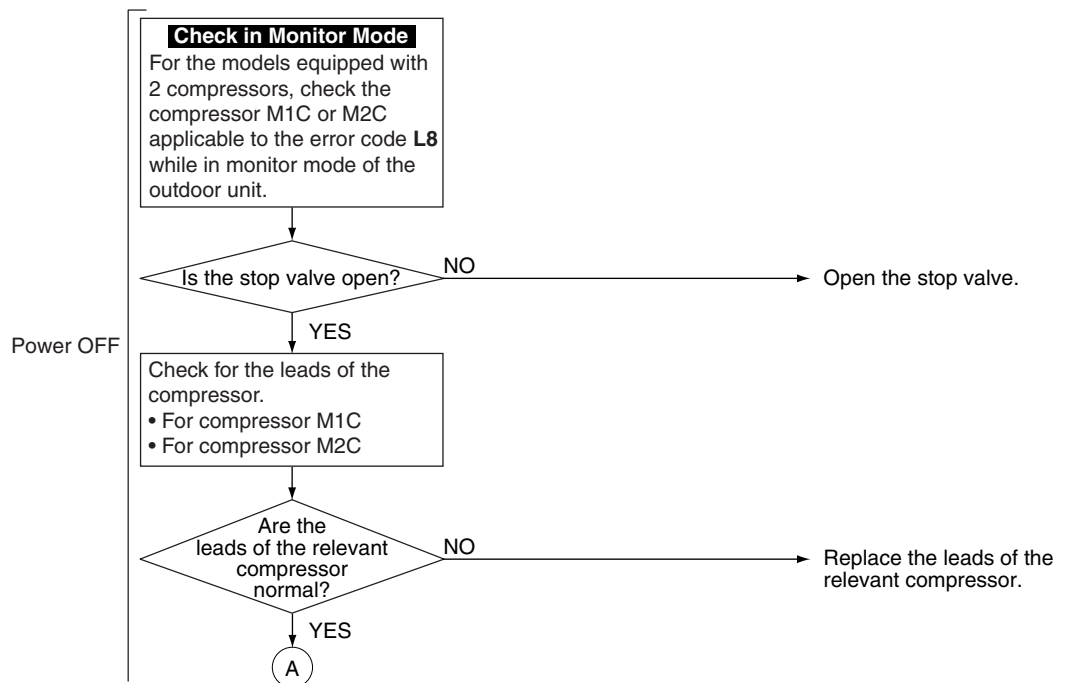 Check in Monitor Mode
For the models equipped with
2 compressors, check the
compressor M1C or M2C
applicable to the error code L8
while in monitor mode of the
outdoor unit.
Is the stop valve open?
NO
Open the stop valve.
YES
Power OFF
Check for the leads of the
compressor.
• For compressor M1C
• For compressor M2C
Are the
leads of the relevant
compressor
normal?
NO
Replace the leads of the
relevant compressor.
YES
A